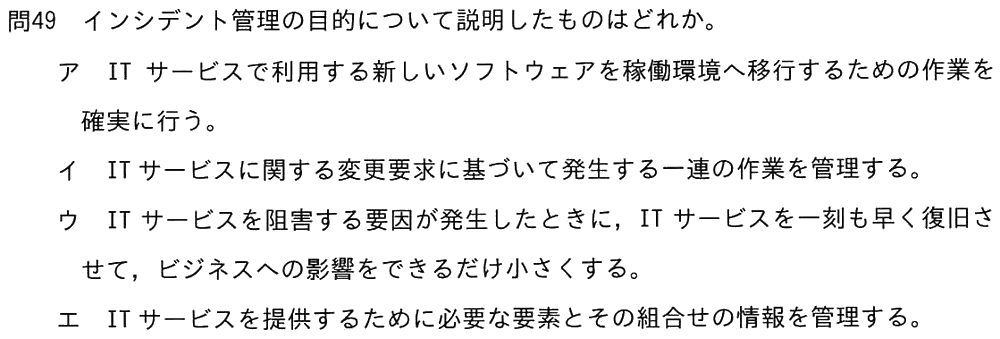 問49　インシデント管理の目的について説明したものはどれか。
ア　IT サービスで利用する新しいソフトウェアを稼働環境へ移行するための作業を
確実に行う。
イ　IT サービスに関する変更要求に基づいて発生する一連の作業を管理する。
ウ　IT サービスを阻害する要因が発生したときに，IT サービスを一刻も早く復旧さ
せて，ビジネスへの影響をできるだけ小さくする。
エ　IT サービスを提供するために必要な要素とその組合せの情報を管理する。